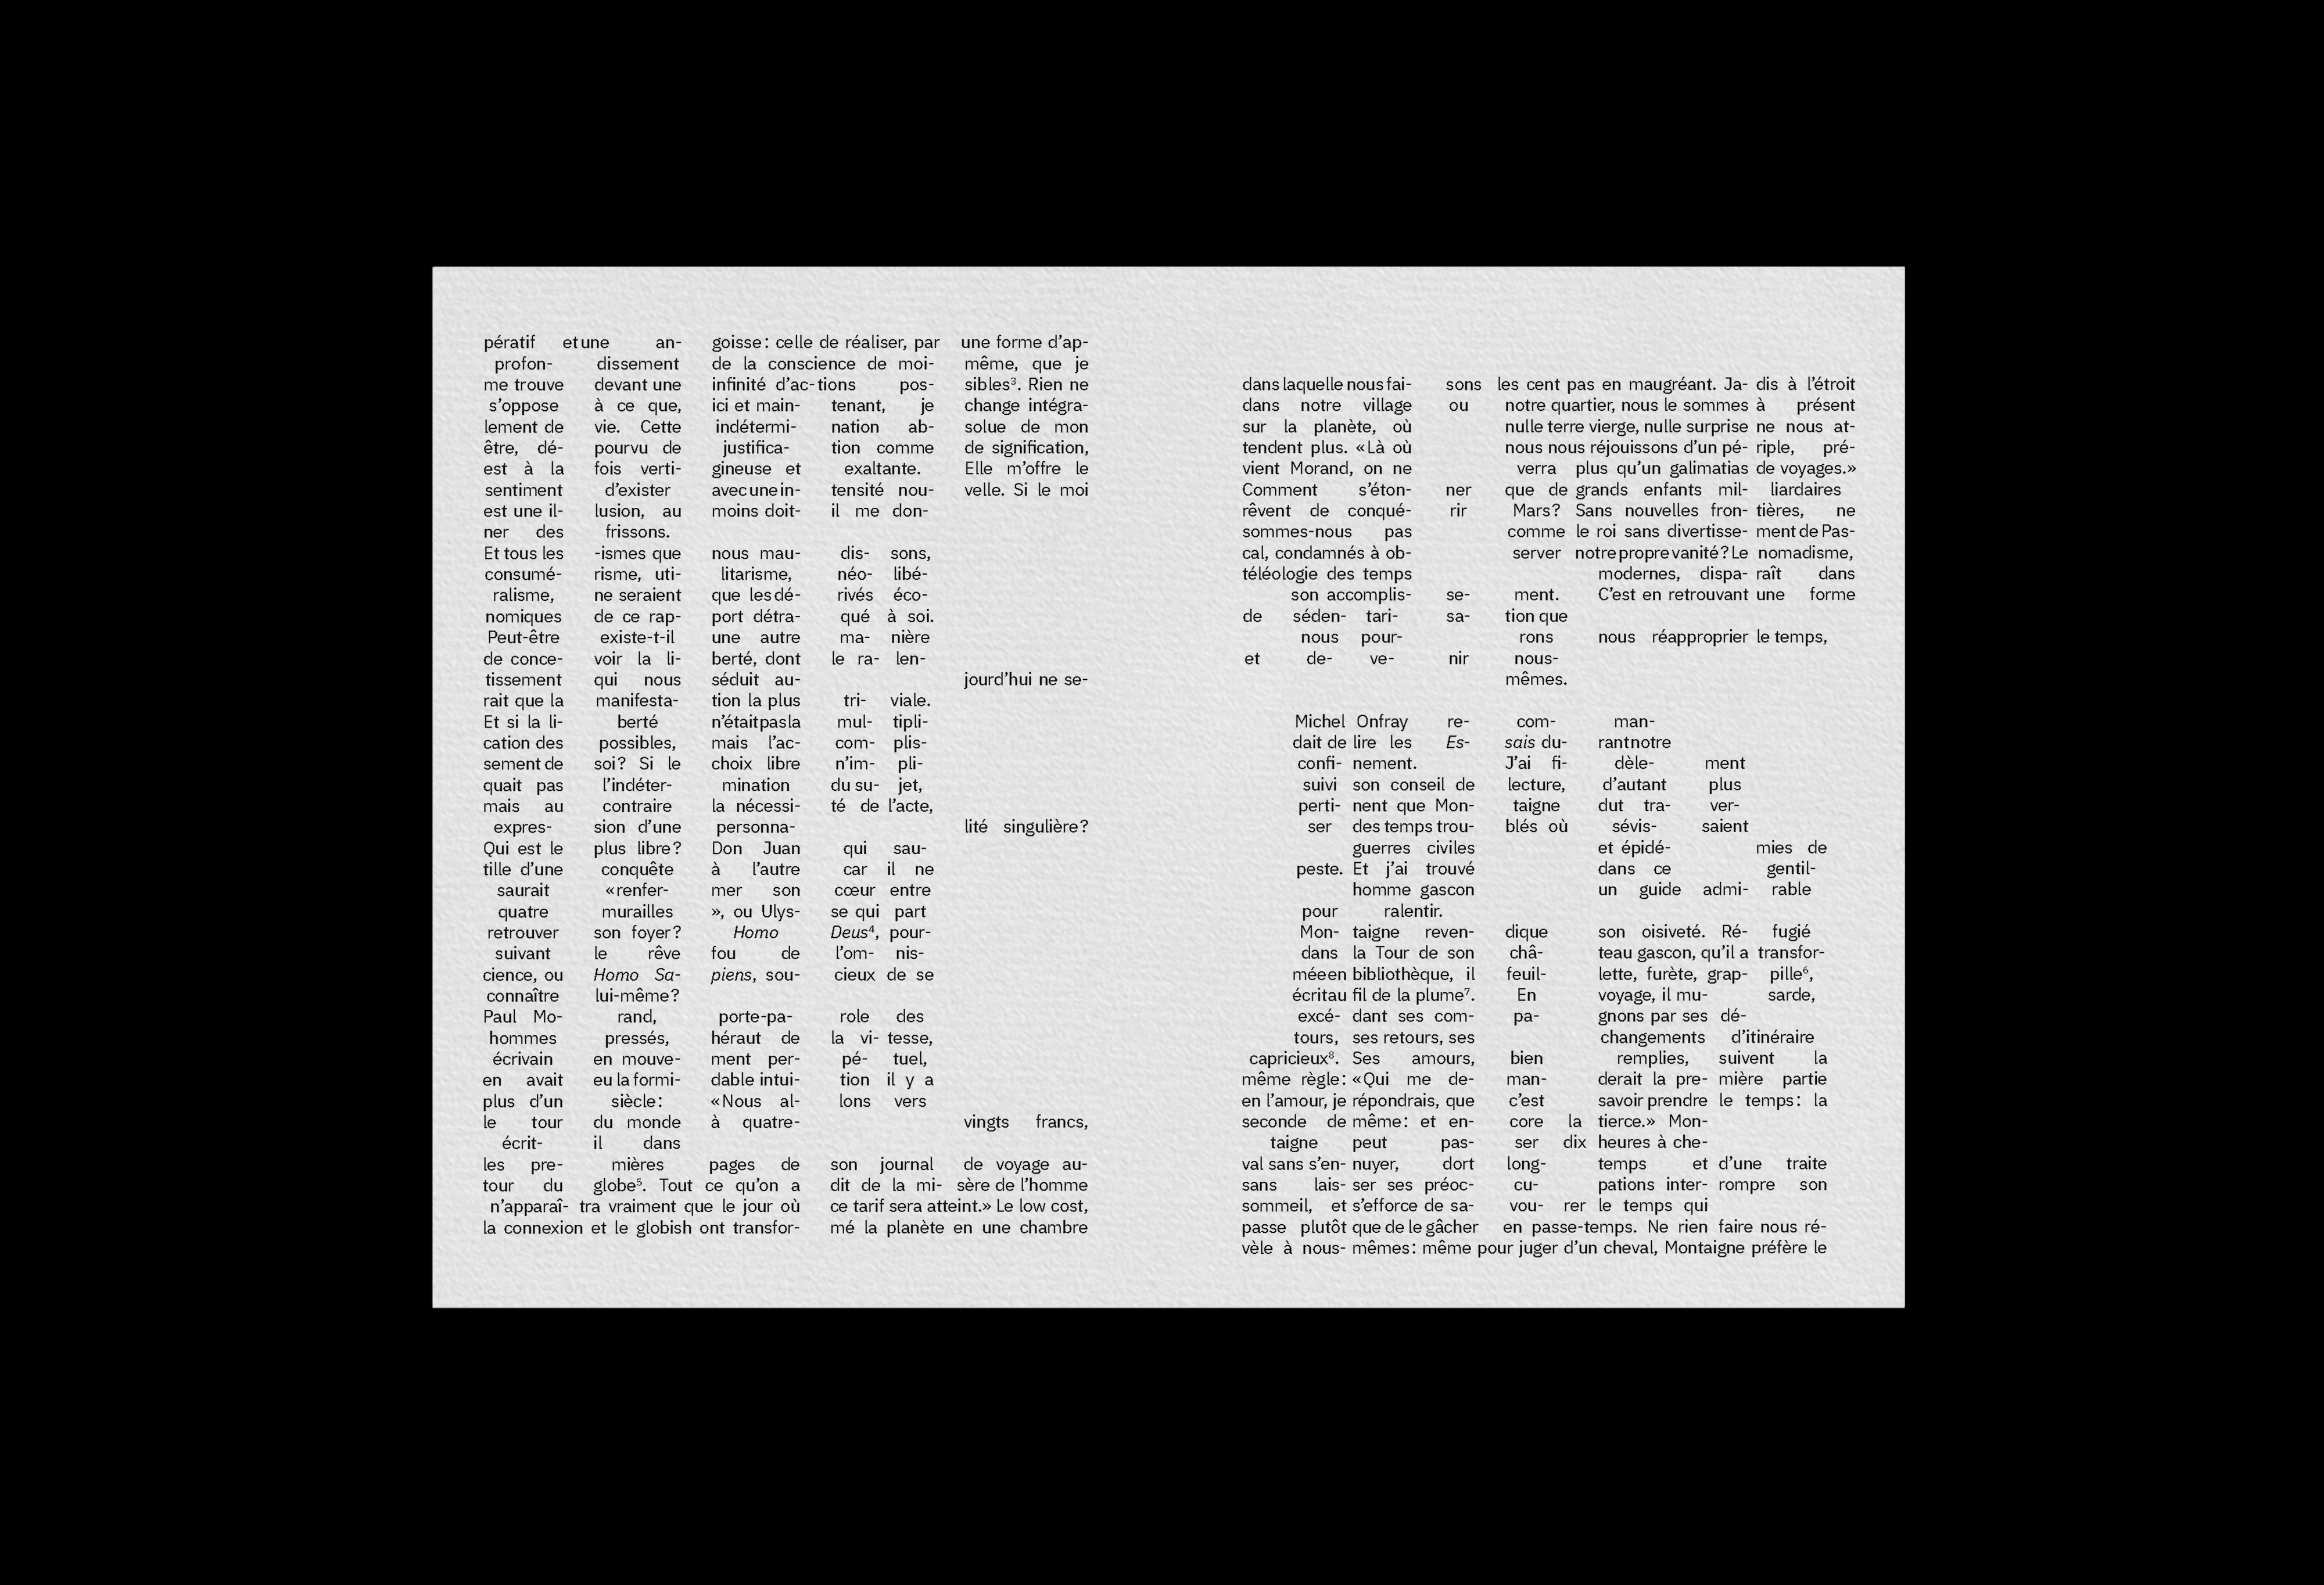 pératif et une an- goisse : celle de réaliser, par une forme d’ap-
profon- dissement de la conscience de moi- même, que je
me trouve devant une infinité d’ac- tions pos- sibles³. Rien ne
s’oppose à ce que, ici et main- tenant, je change intégra-
lement de vie. Cette indétermi- nation ab- solue de mon
être, dé- pourvu de justifica- tion comme de signification,
est à la fois verti- gineuse et exaltante. Elle m’offre le
sentiment d’exister avec une in- tensité nou- velle. Si le moi
est une il- lusion, au moins doit- il me don-
ner des frissons.
Et tous les -ismes que nous mau- dis- sons,
consumé- risme, uti- litarisme, néo- libé-
ralisme, ne seraient que les dé- rivés éco-
nomiques de ce rap- port détra- qué à soi.
Peut-être existe-t-il une autre ma- nière
de conce- voir la li- berté, dont le ra- len-
tissement qui nous séduit au- jourd’hui ne se-
rait que la manifesta- tion la plus tri- viale.
Et si la li- berté n’était pas la mul- tipli-
cation des possibles, mais l’ac- com- plis-
sement de soi ? Si le choix libre n’im- pli-
quait pas l’indéter- mination du su- jet,
mais au contraire la nécessi- té de l’acte,
expres- sion d’une personna- lité singulière ?
Qui est le plus libre ? Don Juan qui sau-
tille d’une conquête à l’autre car il ne
saurait « renfer- mer son cœur entre
quatre murailles », ou Ulys- se qui part
retrouver son foyer ? Homo Deus⁴, pour-
suivant le rêve fou de l’om- nis-
cience, ou Homo Sa- piens, sou- cieux de se
connaître lui-même ?
Paul Mo- rand, porte-pa- role des
hommes pressés, héraut de la vi- tesse,
écrivain en mouve- ment per- pé- tuel,
en avait eu la formi- dable intui- tion il y a
plus d’un siècle : « Nous al- lons vers
le tour du monde à quatre- vingts francs,
écrit- il dans
les pre- mières pages de son journal de voyage au-
tour du globe⁵. Tout ce qu’on a dit de la mi- sère de l’homme
n’apparaî- tra vraiment que le jour où ce tarif sera atteint. » Le low cost,
la connexion et le globish ont transfor- mé la planète en une chambre
dans laquelle nous fai- sons les cent pas en maugréant. Ja- dis à l’étroit
dans notre village ou notre quartier, nous le sommes à présent
sur la planète, où nulle terre vierge, nulle surprise ne nous at-
tendent plus. « Là où nous nous réjouissons d’un pé- riple, pré-
vient Morand, on ne verra plus qu’un galimatias de voyages. »
Comment s’éton- ner que de grands enfants mil- liardaires
rêvent de conqué- rir Mars ? Sans nouvelles fron- tières, ne
sommes-nous pas comme le roi sans divertisse- ment de Pas-
cal, condamnés à ob- server notre propre vanité ? Le nomadisme,
téléologie des temps modernes, dispa- raît dans
son accomplis- se- ment. C’est en retrouvant une forme
de séden- tari- sa- tion que
nous pour- rons nous réapproprier le temps,
et de- ve- nir nous-
mêmes.
Michel Onfray re- com- man-
dait de lire les Es- sais du- rant notre
confi- nement. J’ai fi- dèle- ment
suivi son conseil de lecture, d’autant plus
perti- nent que Mon- taigne dut tra- ver-
ser des temps trou- blés où sévis- saient
guerres civiles et épidé- mies de
peste. Et j’ai trouvé dans ce gentil-
homme gascon un guide admi- rable
pour ralentir.
Mon- taigne reven- dique son oisiveté. Ré- fugié
dans la Tour de son châ- teau gascon, qu’il a transfor-
mée en bibliothèque, il feuil- lette, furète, grap- pille⁶,
écrit au fil de la plume⁷. En voyage, il mu- sarde,
excé- dant ses com- pa- gnons par ses dé-
tours, ses retours, ses changements d’itinéraire
capricieux⁸. Ses amours, bien remplies, suivent la
même règle : « Qui me de- man- derait la pre- mière partie
en l’amour, je répondrais, que c’est savoir prendre le temps : la
seconde de même : et en- core la tierce. » Mon-
taigne peut pas- ser dix heures à che-
val sans s’en- nuyer, dort long- temps et d’une traite
sans lais- ser ses préoc- cu- pations inter- rompre son
sommeil, et s’efforce de sa- vou- rer le temps qui
passe plutôt que de le gâcher en passe-temps. Ne rien faire nous ré-
vèle à nous- mêmes : même pour juger d’un cheval, Montaigne préfère le